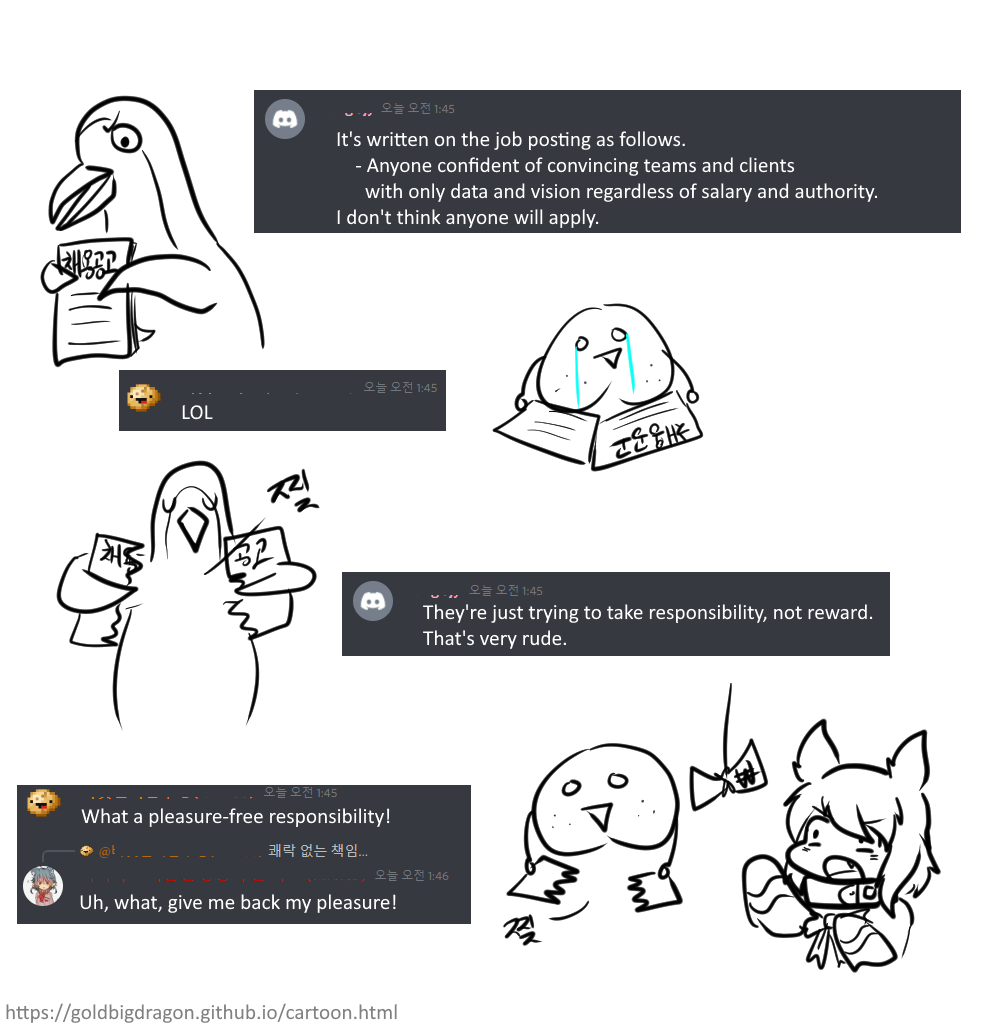 오늘 오전 1:45
It's written on the job posting as follows.
- Anyone confident of convincing teams and clients
with only data and vision regardless of salary and authority.
I don't think anyone will apply.
채용공고
오늘 오전 1:45
LOL
찔
채
공고
오늘 오전 1:45
They're just trying to take responsibility, not reward.
That's very rude.
오늘 오전 1:45
What a pleasure-free responsibility!
쾌락 없는 책임...
오늘 오전 1:46
Uh, what, give me back my pleasure!
찢
https://goldbigdragon.github.io/cartoon.html